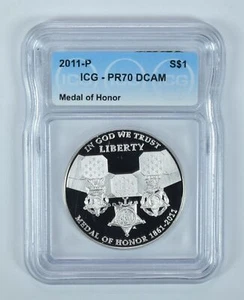 2011-P S$1
ICG - PR70 DCAM
Medal of Honor
IN GOD WE TRUST
LIBERTY
MEDAL OF HONOR 1861-2011